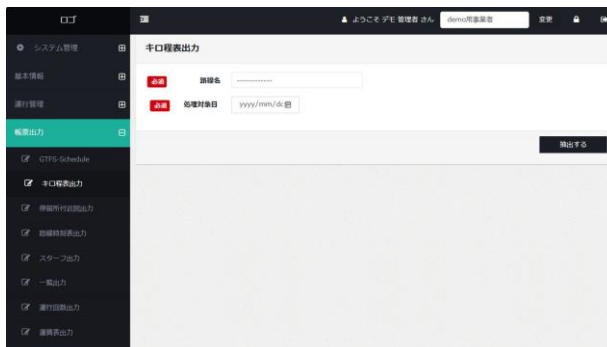 ロゴ
ようこそ デモ 管理者 さん
demo用事業者
変更
システム管理
基本情報
運行管理
帳票出力
GTFS-Schedule
キロ程表出力
停留所付近図出力
路線時刻表出力
スターフ出力
一覧出力
運行回数出力
運賃表出力
キロ程表出力
必須 路線名 ------------
必須 処理対象日 yyyy/mm/dd
抽出する